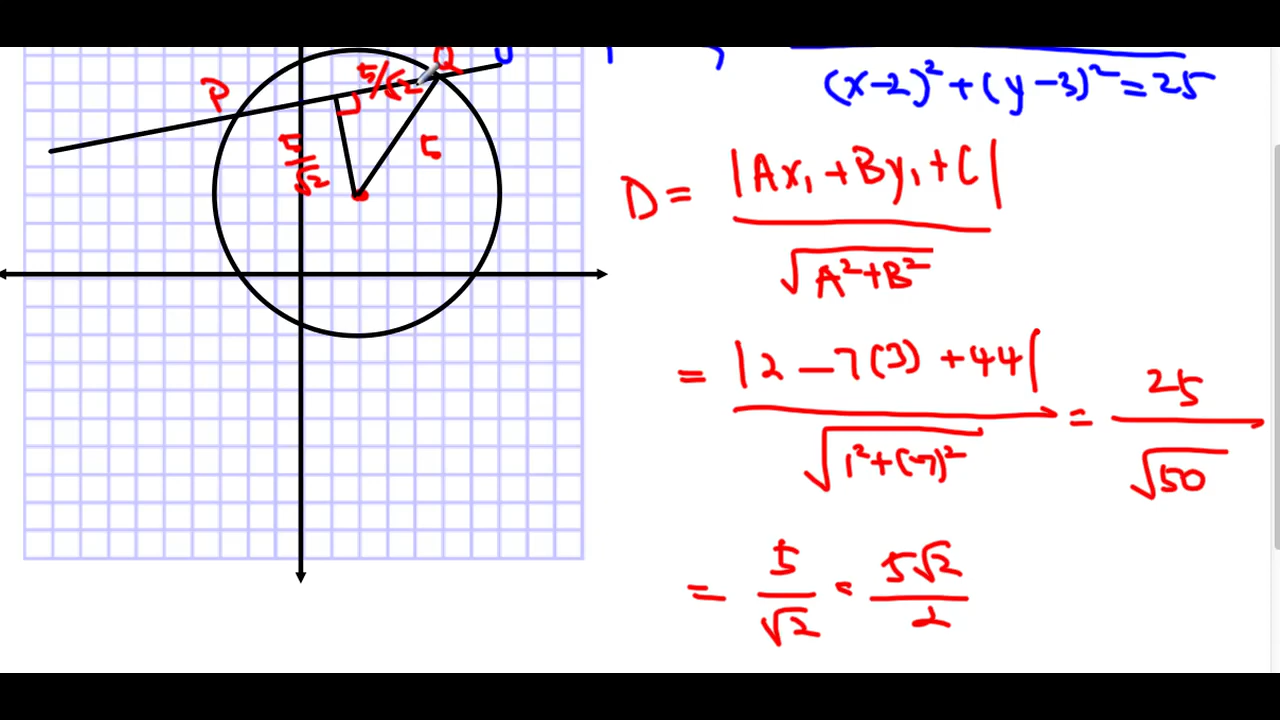 (x-2)² + (y-3)² = 25
P
Q
5/√2
5/√2
5
D = |Ax₁ + By₁ + C| / √(A² + B²)
= |2 - 7(3) + 44| / √(1² + (-7)²) = 25 / √50
= 5/√2 = 5√2/2